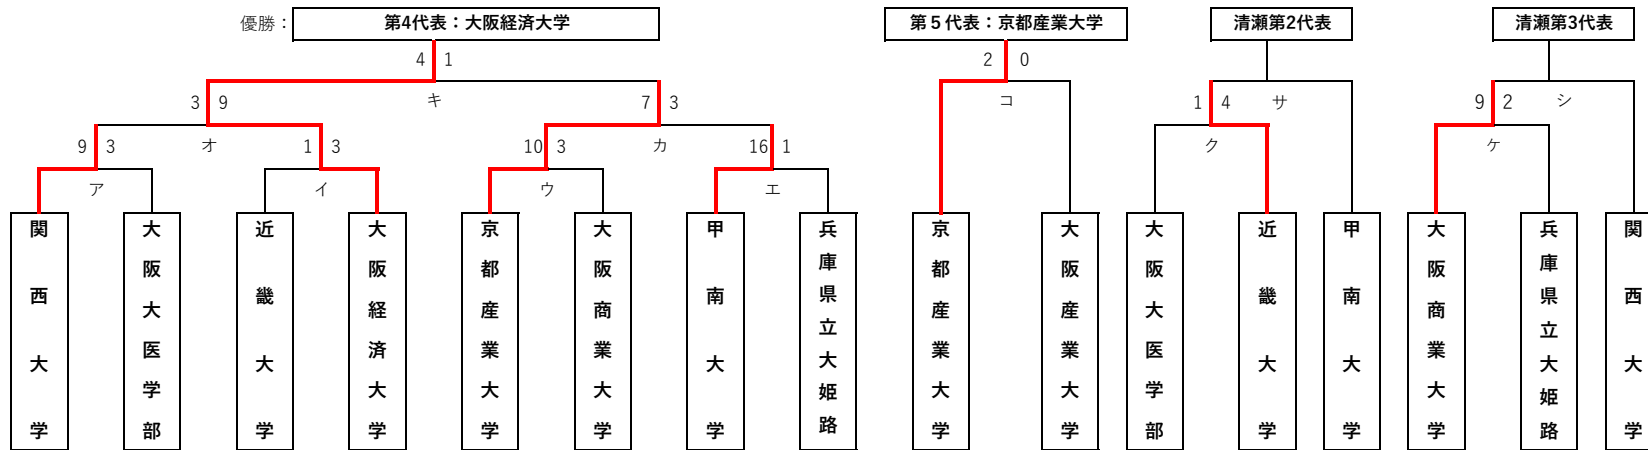 優勝：
第4代表：大阪経済大学
第５代表：京都産業大学
清瀬第2代表
清瀬第3代表
4 1
2 0
キ
コ
サ
シ
3 9
7 3
1 4
9 2
オ
カ
ク
ケ
9 3
1 3
10 3
16 1
ア
イ
ウ
エ
関西大学
大阪大医学部
近畿大学
大阪経済大学
京都産業大学
大阪商業大学
甲南大学
兵庫県立大姫路
京都産業大学
大阪産業大学
大阪大医学部
近畿大学
甲南大学
大阪商業大学
兵庫県立大姫路
関西大学